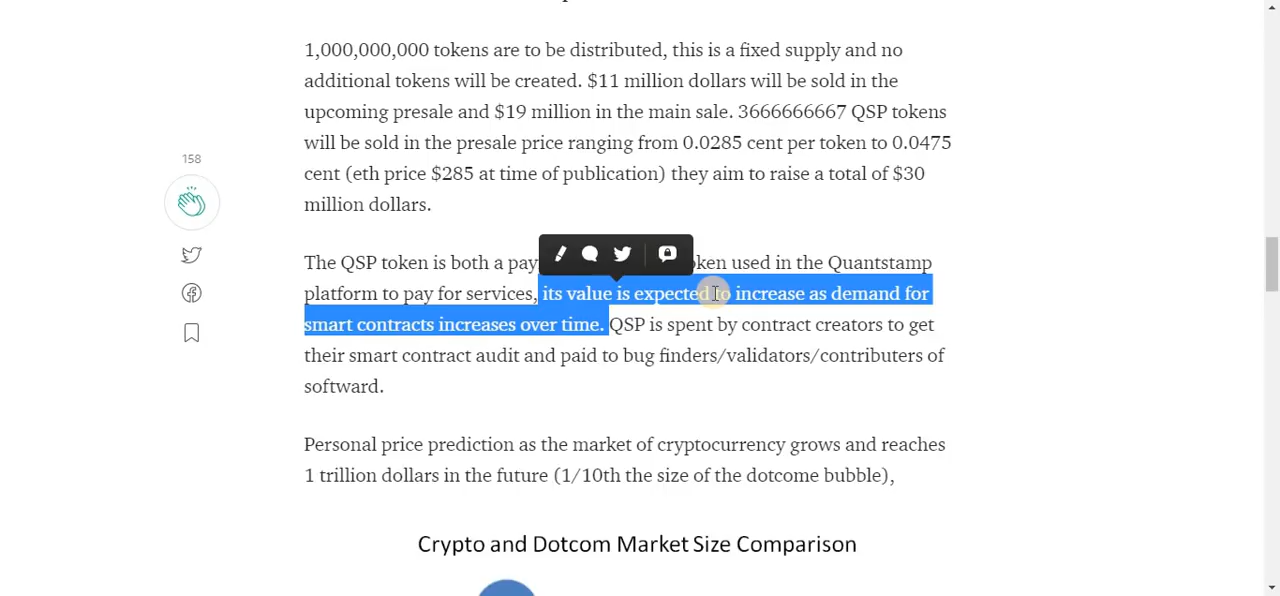 1,000,000,000 tokens are to be distributed, this is a fixed supply and no
additional tokens will be created. $11 million dollars will be sold in the
upcoming presale and $19 million in the main sale. 3666666667 QSP tokens
will be sold in the presale price ranging from 0.0285 cent per token to 0.0475
cent (eth price $285 at time of publication) they aim to raise a total of $30
million dollars.
158
The QSP token is both a pay oken used in the Quantstamp
platform to pay for services, its value is expected to increase as demand for
smart contracts increases over time. QSP is spent by contract creators to get
their smart contract audit and paid to bug finders/validators/contributers of
softward.
Personal price prediction as the market of cryptocurrency grows and reaches
1 trillion dollars in the future (1/10th the size of the dotcome bubble),
Crypto and Dotcom Market Size Comparison